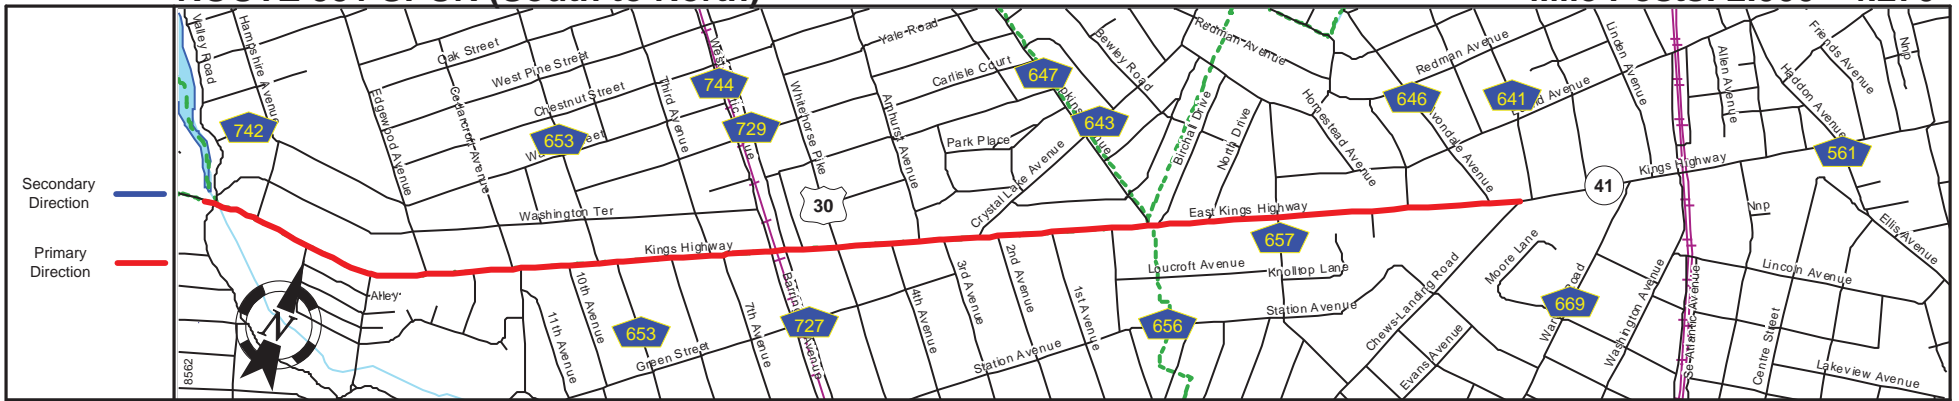 Secondary
Direction
Primary
Direction
Valley Road
Hampshire Avenue
742
8562
Alley
Oak Street
West Pine Street
Chestnut Street
653
Edgewood Avenue
Cedarcroft Avenue
Third Avenue
744
729
Whitehorse Pike
30
Washington Ter
Kings Highway
10th Avenue
11th Avenue
653
Green Street
7th Avenue
727
Yale Road
Carlisle Court
Amhurst Avenue
Park Place
Crystal Lake Avenue
4th Avenue
3rd Avenue
2nd Avenue
1st Avenue
Station Avenue
647
643
Bewley Road
Redman Avenue
Birchall Drive
North Drive
Homestead Avenue
East Kings Highway
657
Loucroft Avenue
Knolltop Lane
656
Station Avenue
646
Redman Avenue
641
Avenue
41
Kings Highway
Linden Avenue
Allen Avenue
Friends Avenue
Haddon Avenue
Nnp
561
Chews-Landing Road
Evans Avenue
Moore Lane
669
Road
Washington Avenue
Nnp
Ellis Avenue
Lincoln Avenue
Centre Street
Lakeview Avenue
N